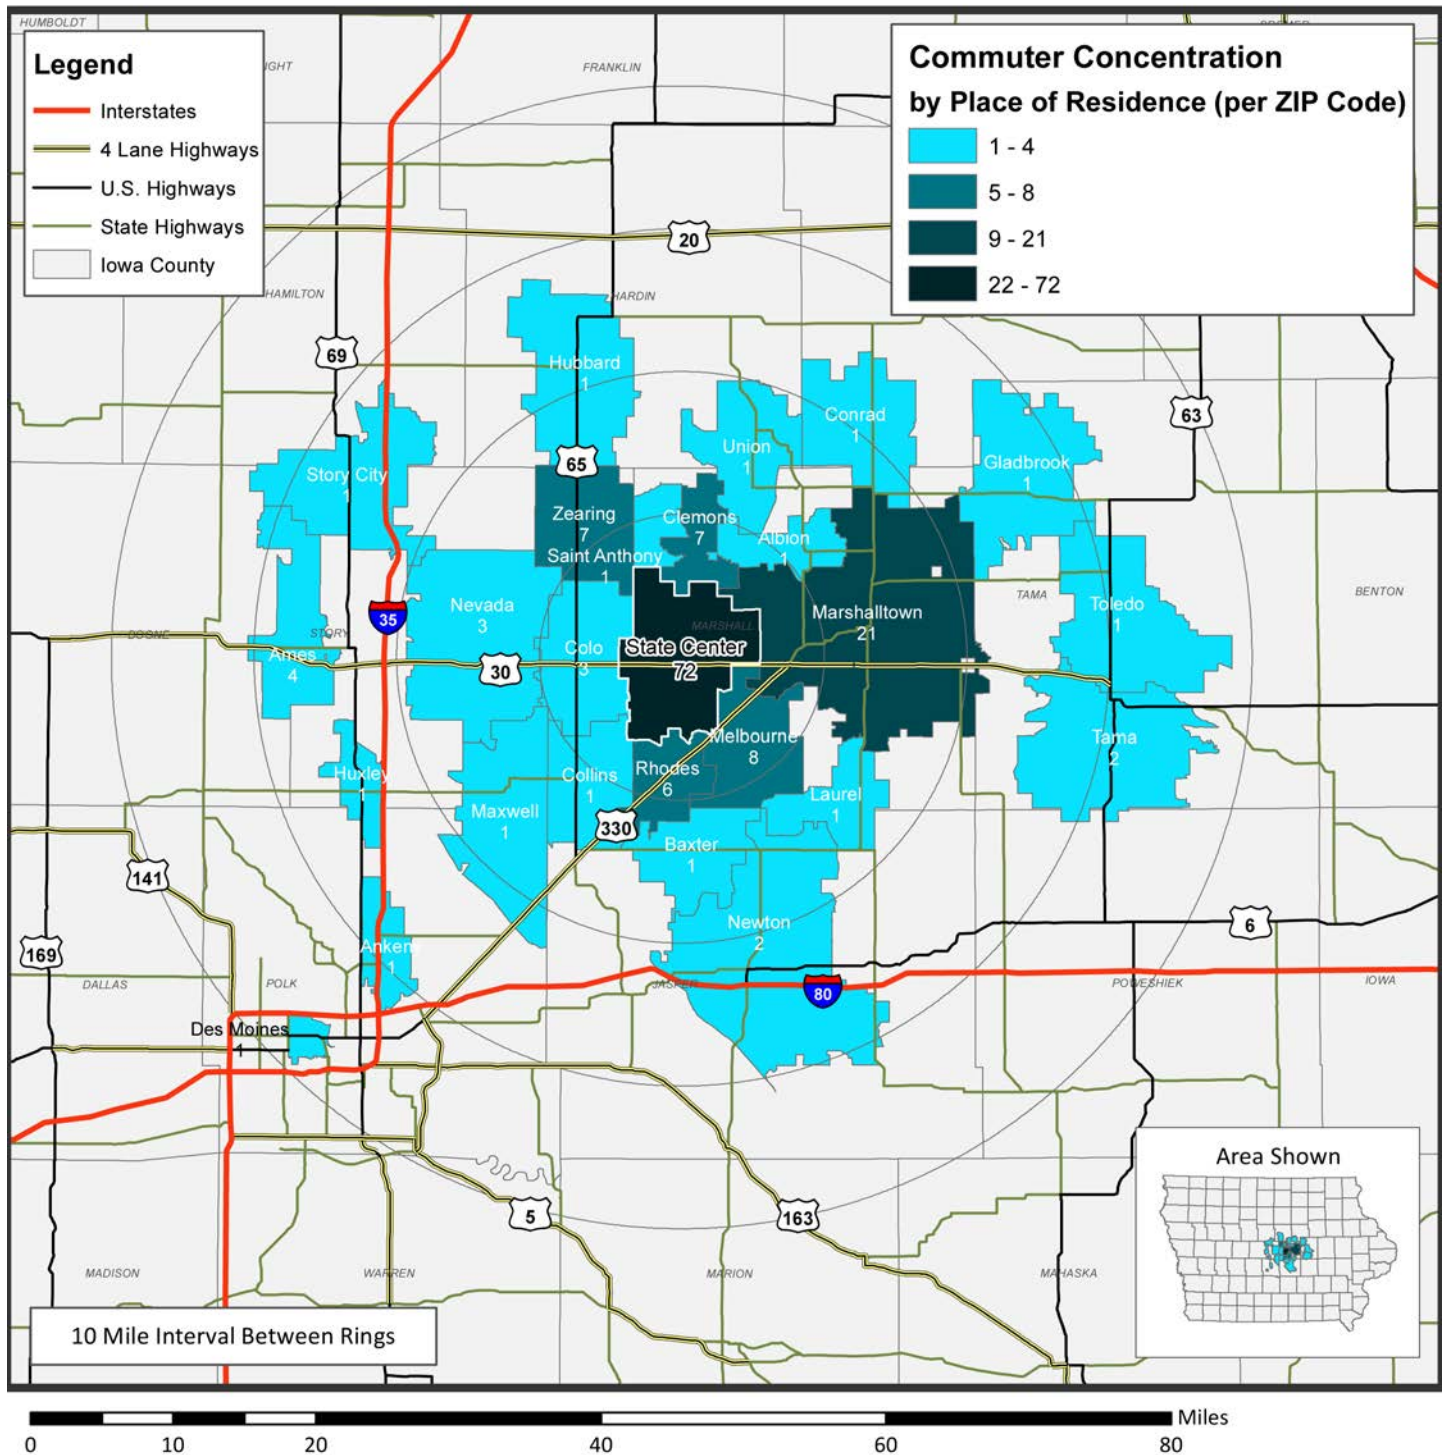 HUMBOLDT
FRANKLIN
Legend
IGHT
Interstates
4 Lane Highways
U.S. Highways
State Highways
Iowa County
Commuter Concentration
by Place of Residence (per ZIP Code)
1 - 4
5 - 8
9 - 21
22 - 72
20
HAMILTON
HARDIN
69
Hubbard
1
63
Conrad
1
Union
1
65
Gladbrook
1
Story City
1
Zearing
7
Clemons
7
Albion
1
Saint Anthony
1
Nevada
3
35
Marshalltown
21
TAMA
BENTON
Toledo
1
BOONE
STORY
MARSHALL
State Center
72
Colo
3
Ames
4
30
Melbourne
8
Tama
2
Rhodes
6
Collins
1
Huxley
1
Laurel
1
Maxwell
1
330
Baxter
1
141
Newton
2
6
169
Ankeny
1
DALLAS
POLK
JASPER
80
POWESHIEK
IOWA
Des Moines
1
Area Shown
5
163
MADISON
WARREN
MARION
MAHASKA
10 Mile Interval Between Rings
Miles
0
10
20
40
60
80